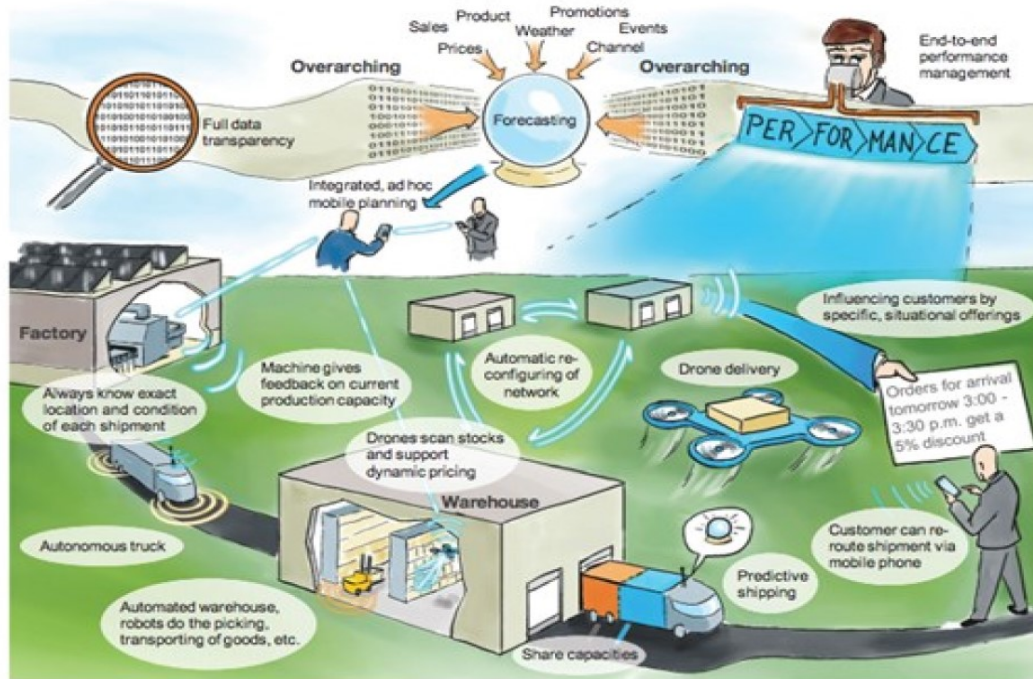 Sales
Product
Promotions
Prices
Weather
Events
Channel
Overarching
Overarching
End-to-end
performance
management
Full data
transparency
Forecasting
PER FOR MAN CE
Integrated, ad hoc
mobile planning
Factory
Influencing customers by
specific, situational offerings
Machine gives
feedback on current
production capacity
Automatic re-
configuring of
network
Drone delivery
Always know exact
location and condition
of each shipment
Orders for arrival
tomorrow 3:00 -
3:30 p.m. get a
5% discount
Drones scan stocks
and support
dynamic pricing
Warehouse
Autonomous truck
Customer can re-
route shipment via
mobile phone
Predictive
shipping
Automated warehouse,
robots do the picking,
transporting of goods, etc.
Share capacities